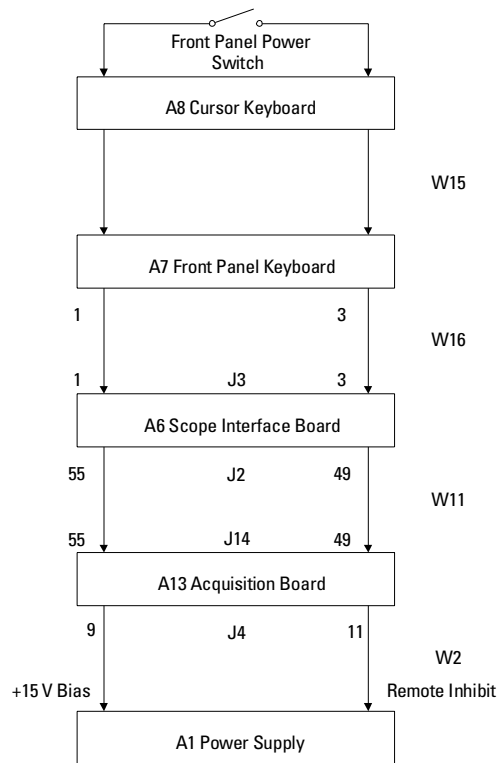 Front Panel Power
Switch
A8 Cursor Keyboard
W15
A7 Front Panel Keyboard
1 3
W16
1 J3 3
A6 Scope Interface Board
55 J2 49
W11
55 J14 49
A13 Acquisition Board
9 J4 11
W2
+15 V Bias Remote Inhibit
A1 Power Supply